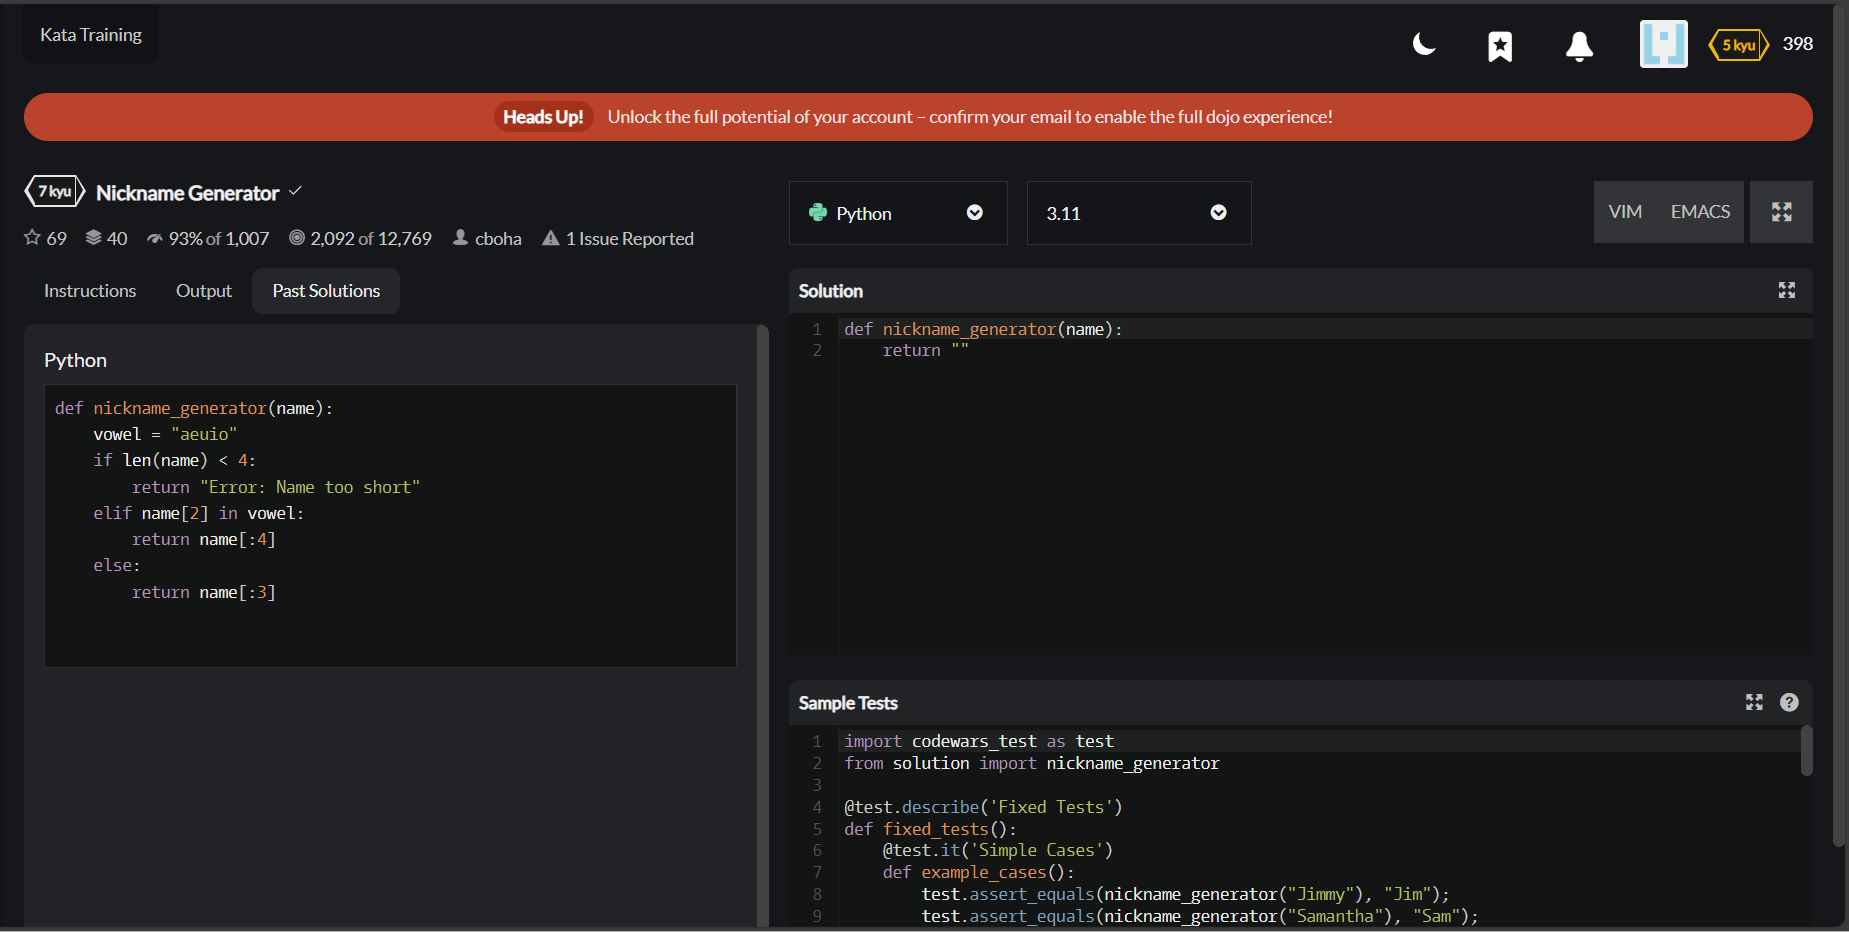 Kata Training
5 kyu 398
Heads Up! Unlock the full potential of your account – confirm your email to enable the full dojo experience!
7 kyu Nickname Generator
69 40 93% of 1,007 2,092 of 12,769 cboha 1 Issue Reported
Instructions Output Past Solutions
Python
def nickname_generator(name):
    vowel = "aeuio"
    if len(name) < 4:
        return "Error: Name too short"
    elif name[2] in vowel:
        return name[:4]
    else:
        return name[:3]
Python 3.11 VIM EMACS
Solution
1 def nickname_generator(name):
2     return ""
Sample Tests
1 import codewars_test as test
2 from solution import nickname_generator
3
4 @test.describe('Fixed Tests')
5 def fixed_tests():
6     @test.it('Simple Cases')
7     def example_cases():
8         test.assert_equals(nickname_generator("Jimmy"), "Jim");
9         test.assert_equals(nickname_generator("Samantha"), "Sam");